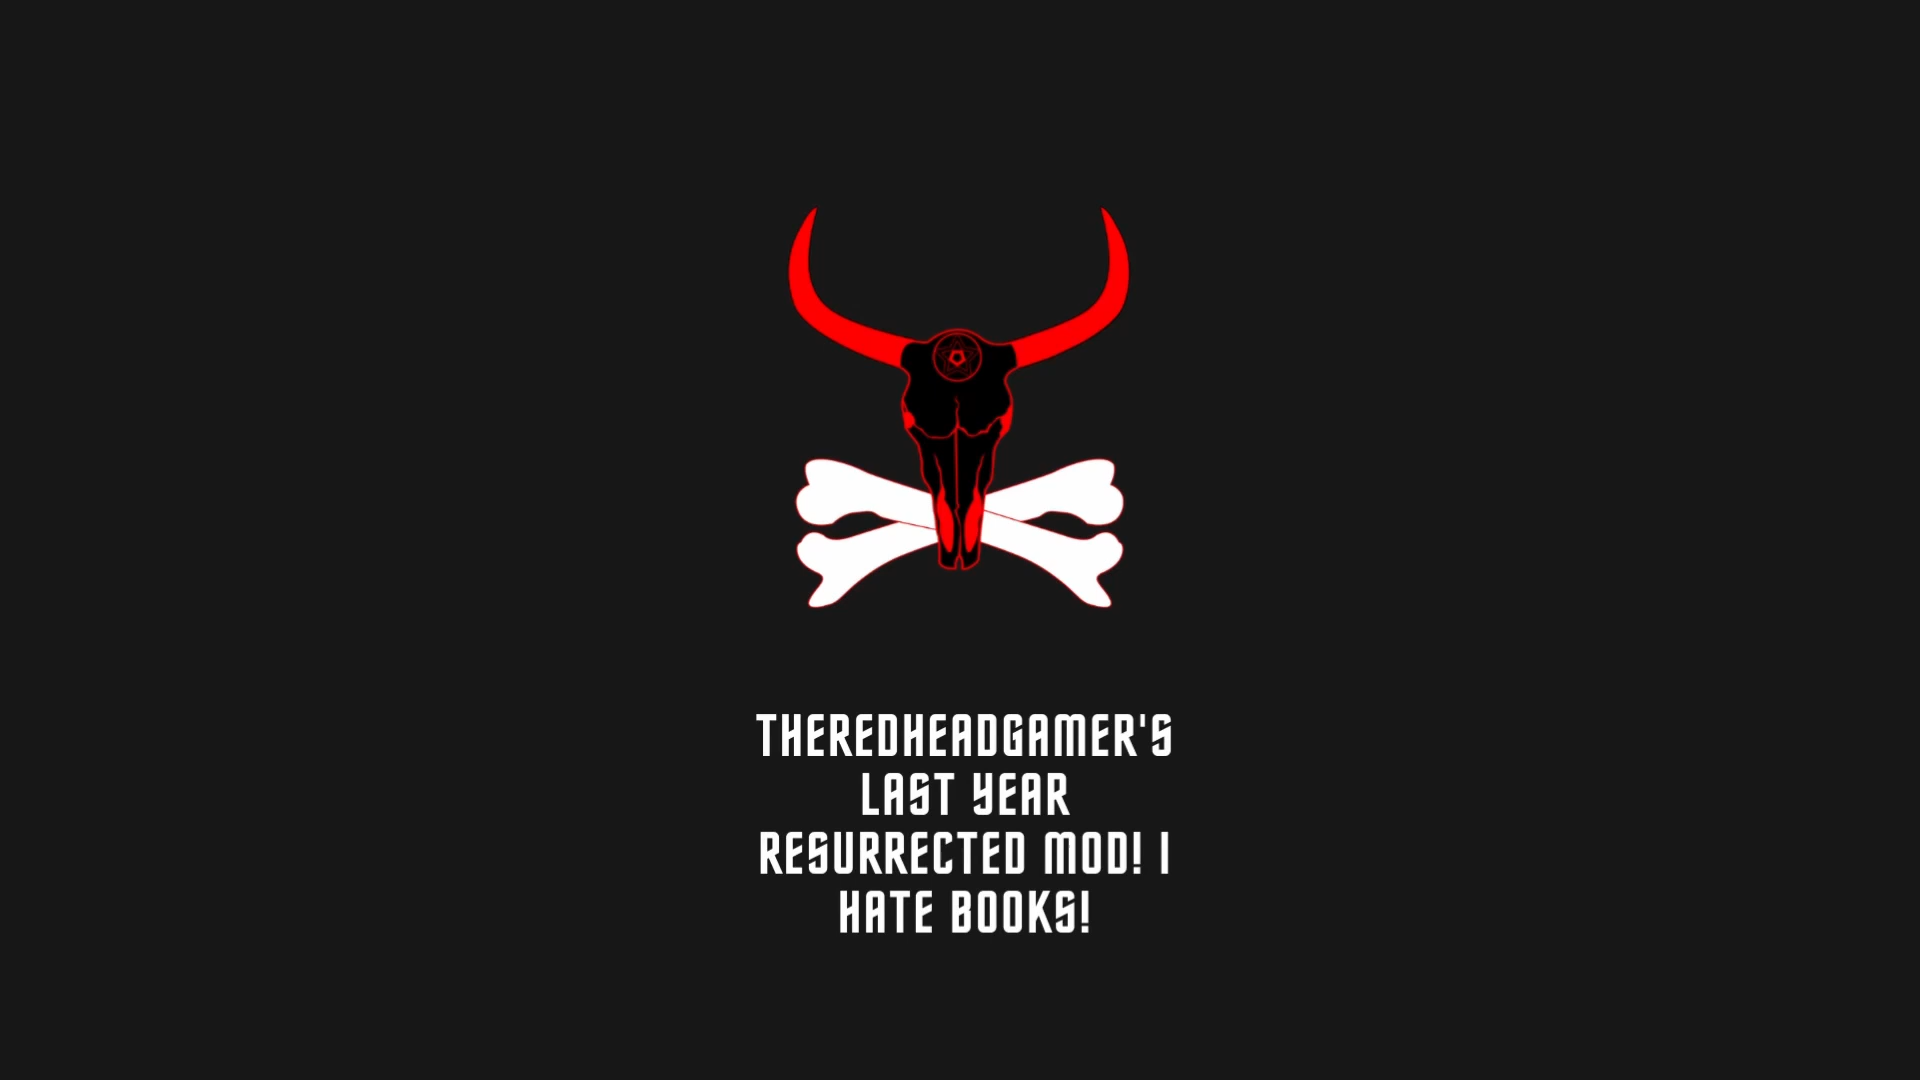 THEREDHEADGAMER'S
LAST YEAR
RESURRECTED MOD! I
HATE BOOKS!